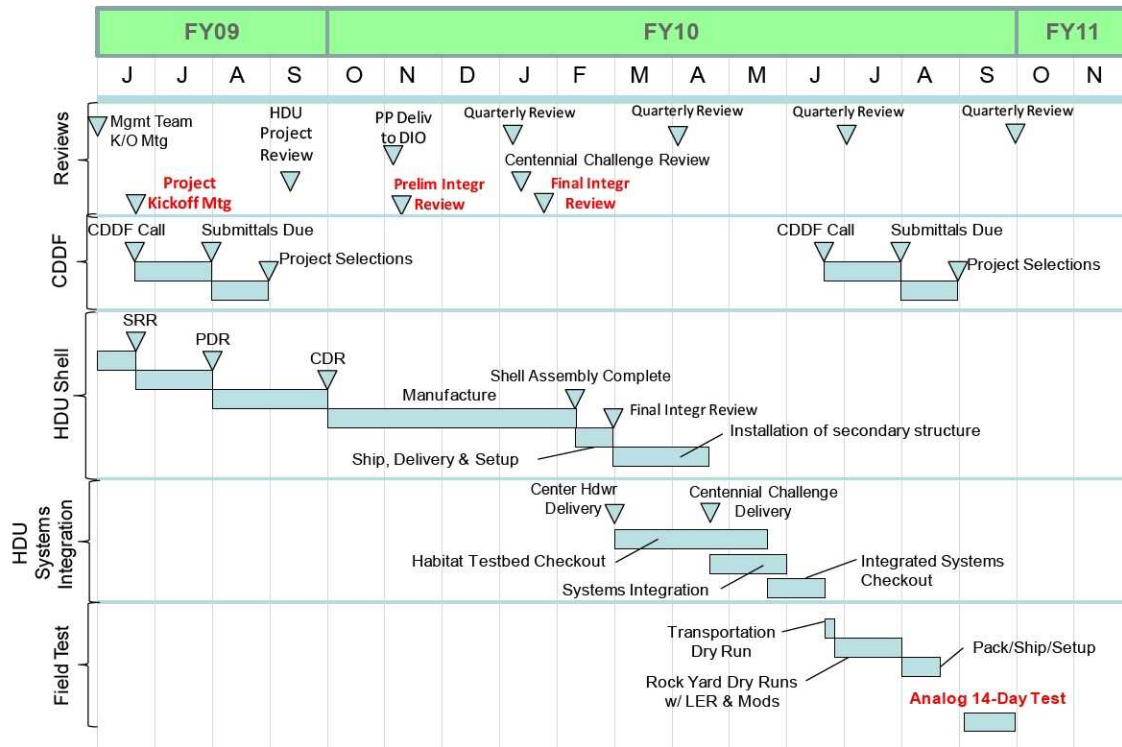 FY09 FY10 FY11
J J A S O N D J F M A M J J A S O N
Reviews
Mgmt Team
K/O Mtg
Project
Kickoff Mtg
HDU
Project
Review
PP Deliv
to DIO
Prelim Integr
Review
Quarterly Review
Centennial Challenge Review
Final Integr
Review
Quarterly Review
Quarterly Review
Quarterly Review
CDDF
CDDF Call
Submittals Due
Project Selections
CDDF Call
Submittals Due
Project Selections
HDU Shell
SRR
PDR
CDR
Manufacture
Shell Assembly Complete
Final Integr Review
Ship, Delivery & Setup
Installation of secondary structure
HDU
Systems
Integration
Center Hdwr
Delivery
Centennial Challenge
Delivery
Habitat Testbed Checkout
Systems Integration
Integrated Systems
Checkout
Field Test
Transportation
Dry Run
Rock Yard Dry Runs
w/ LER & Mods
Pack/Ship/Setup
Analog 14-Day Test